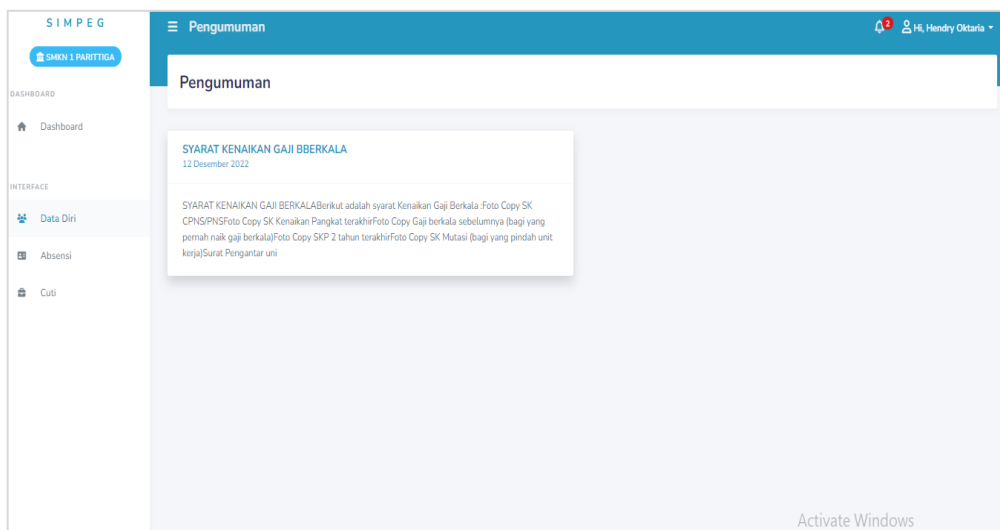 SIMPEG
SMKN 1 PARITTIGA
DASHBOARD
Dashboard
INTERFACE
Data Diri
Absensi
Cuti
Pengumuman
2
Hi, Hendry Oktaria
Pengumuman
SYARAT KENAIKAN GAJI BBERKALA
12 Desember 2022
SYARAT KENAIKAN GAJI BERKALABerikut adalah syarat Kenaikan Gaji Berkala :Foto Copy SK
CPNS/PNSFoto Copy SK Kenaikan Pangkat terakhirFoto Copy Gaji berkala sebelumnya (bagi yang
pernah naik gaji berkala)Foto Copy SKP 2 tahun terakhirFoto Copy SK Mutasi (bagi yang pindah unit
kerja)Surat Pengantar uni
Activate Windows